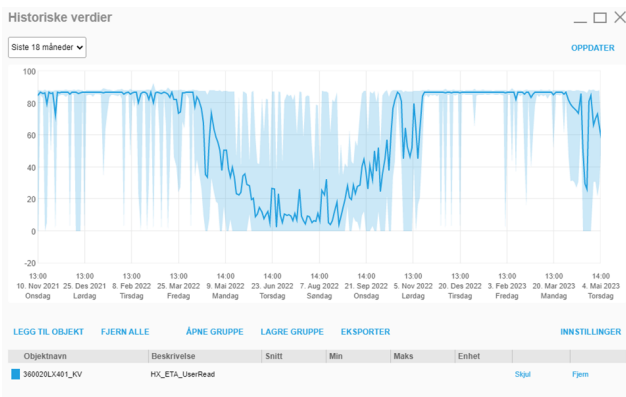 Historiske verdier
Siste 18 måneder
OPPDATER
100
80
60
40
20
0
-20
13:00 13:00 13:00 13:00 14:00 14:00 14:00 14:00 13:00 13:00 13:00 13:00 14:00
10. Nov 2021 25. Des 2021 8. Feb 2022 25. Mar 2022 9. Mai 2022 23. Jun 2022 7. Aug 2022 21. Sep 2022 5. Nov 2022 20. Des 2022 3. Feb 2023 20. Mar 2023 4. Mai 2023
Onsdag Lørdag Tirsdag Fredag Mandag Torsdag Søndag Onsdag Lørdag Tirsdag Fredag Mandag Torsdag
LEGG TIL OBJEKT FJERN ALLE ÅPNE GRUPPE LAGRE GRUPPE EKSPORTER INNSTILLINGER
Objektnavn Beskrivelse Snitt Min Maks Enhet
360020LX401_KV HX_ETA_UserRead Skjul Fjern